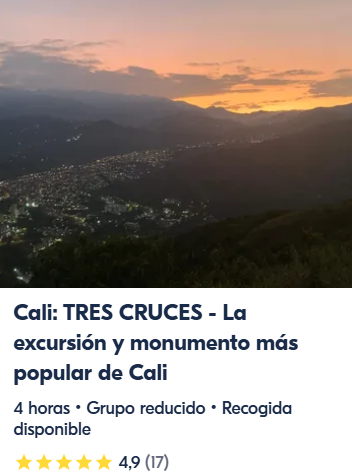 Cali: TRES CRUCES - La
excursión y monumento más
popular de Cali
4 horas • Grupo reducido • Recogida
disponible
4,9 (17)